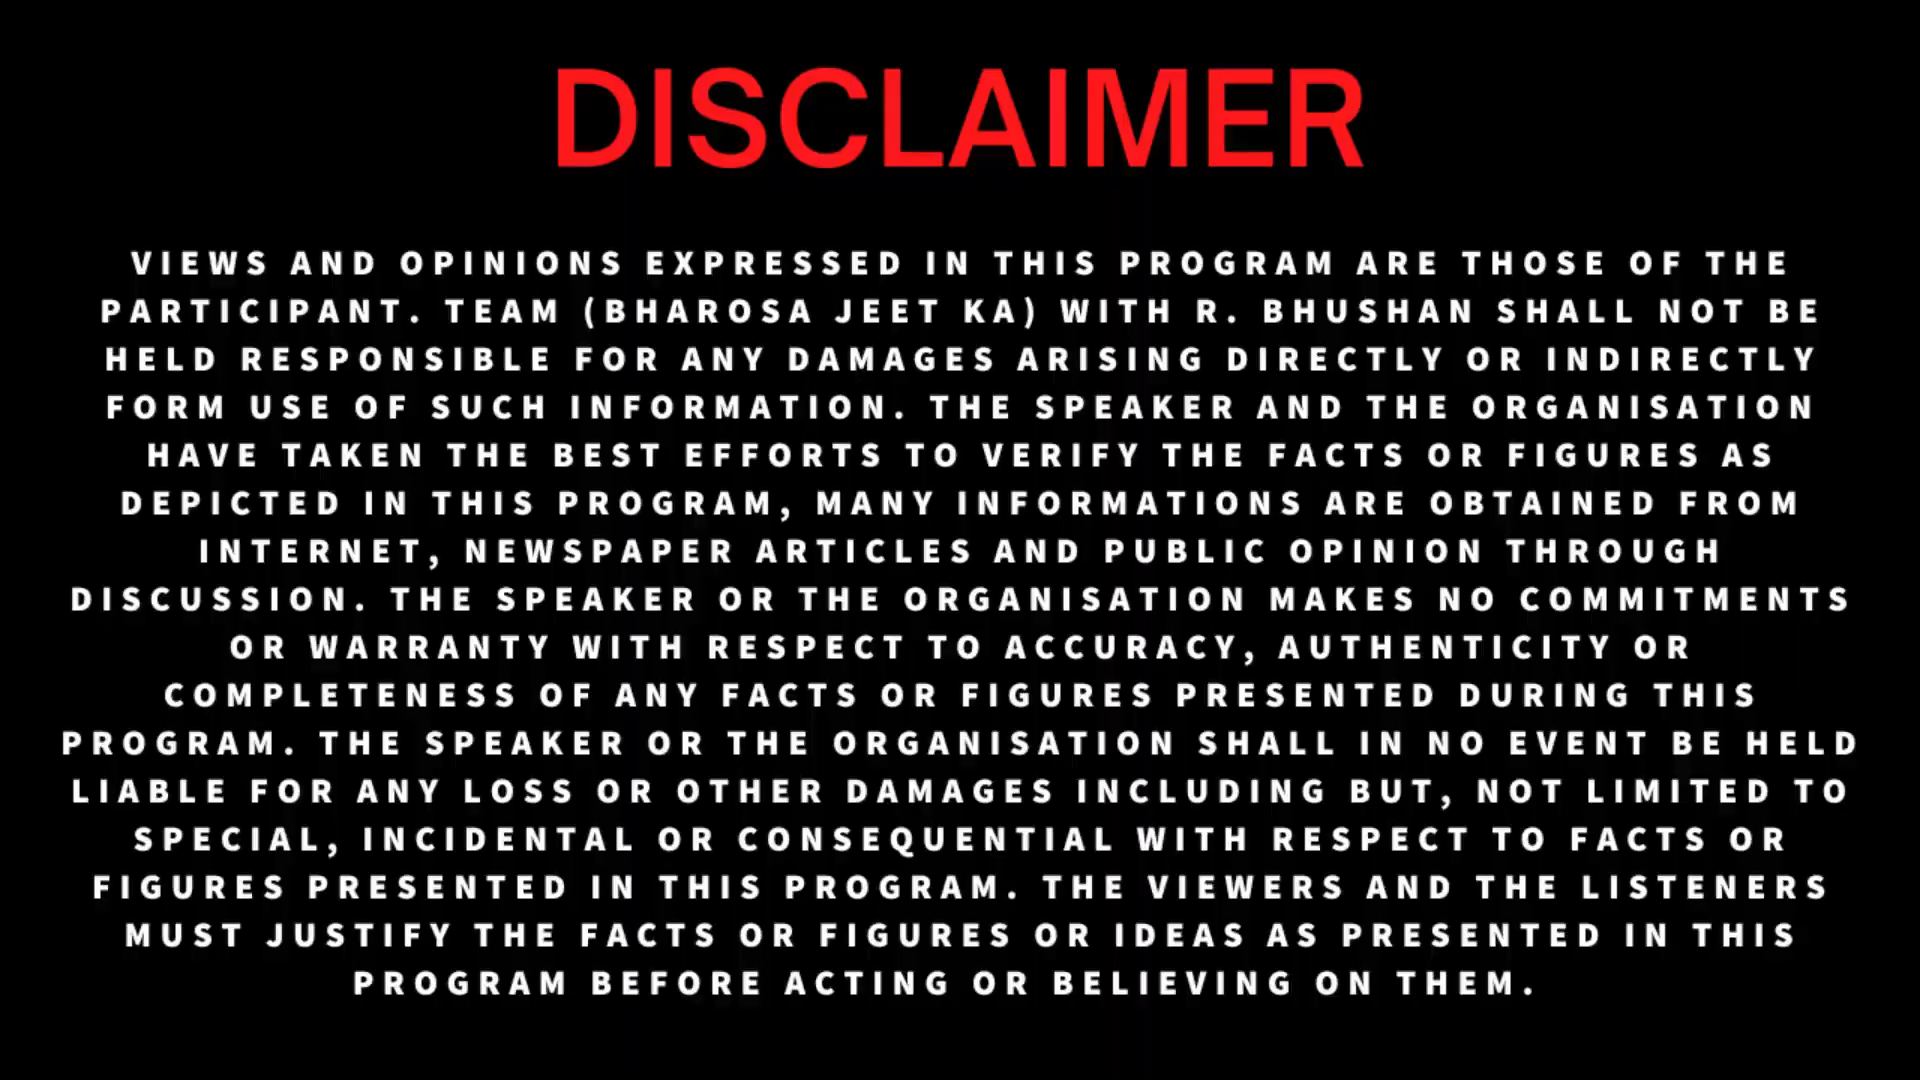 DISCLAIMER
VIEWS AND OPINIONS EXPRESSED IN THIS PROGRAM ARE THOSE OF THE
PARTICIPANT. TEAM (BHAROSA JEET KA) WITH R. BHUSHAN SHALL NOT BE
HELD RESPONSIBLE FOR ANY DAMAGES ARISING DIRECTLY OR INDIRECTLY
FORM USE OF SUCH INFORMATION. THE SPEAKER AND THE ORGANISATION
HAVE TAKEN THE BEST EFFORTS TO VERIFY THE FACTS OR FIGURES AS
DEPICTED IN THIS PROGRAM, MANY INFORMATIONS ARE OBTAINED FROM
INTERNET, NEWSPAPER ARTICLES AND PUBLIC OPINION THROUGH
DISCUSSION. THE SPEAKER OR THE ORGANISATION MAKES NO COMMITMENTS
OR WARRANTY WITH RESPECT TO ACCURACY, AUTHENTICITY OR
COMPLETENESS OF ANY FACTS OR FIGURES PRESENTED DURING THIS
PROGRAM. THE SPEAKER OR THE ORGANISATION SHALL IN NO EVENT BE HELD
LIABLE FOR ANY LOSS OR OTHER DAMAGES INCLUDING BUT, NOT LIMITED TO
SPECIAL, INCIDENTAL OR CONSEQUENTIAL WITH RESPECT TO FACTS OR
FIGURES PRESENTED IN THIS PROGRAM. THE VIEWERS AND THE LISTENERS
MUST JUSTIFY THE FACTS OR FIGURES OR IDEAS AS PRESENTED IN THIS
PROGRAM BEFORE ACTING OR BELIEVING ON THEM.